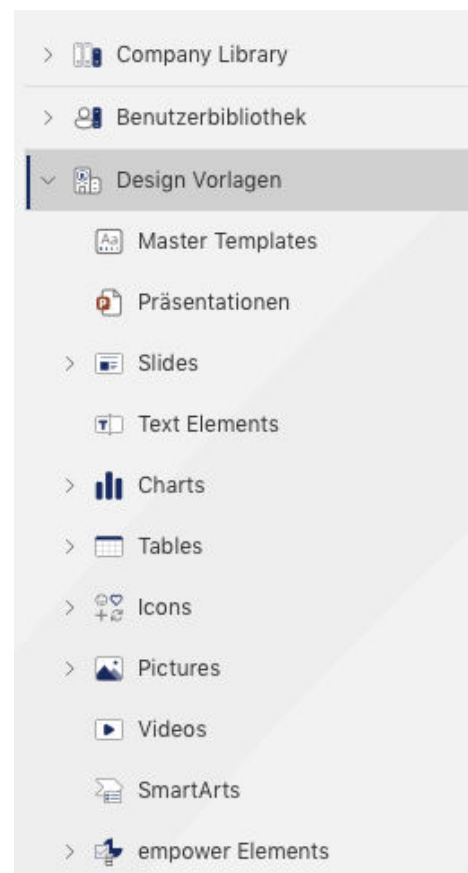 Company Library
Benutzerbibliothek
Design Vorlagen
Master Templates
Präsentationen
Slides
Text Elements
Charts
Tables
Icons
Pictures
Videos
SmartArts
empower Elements